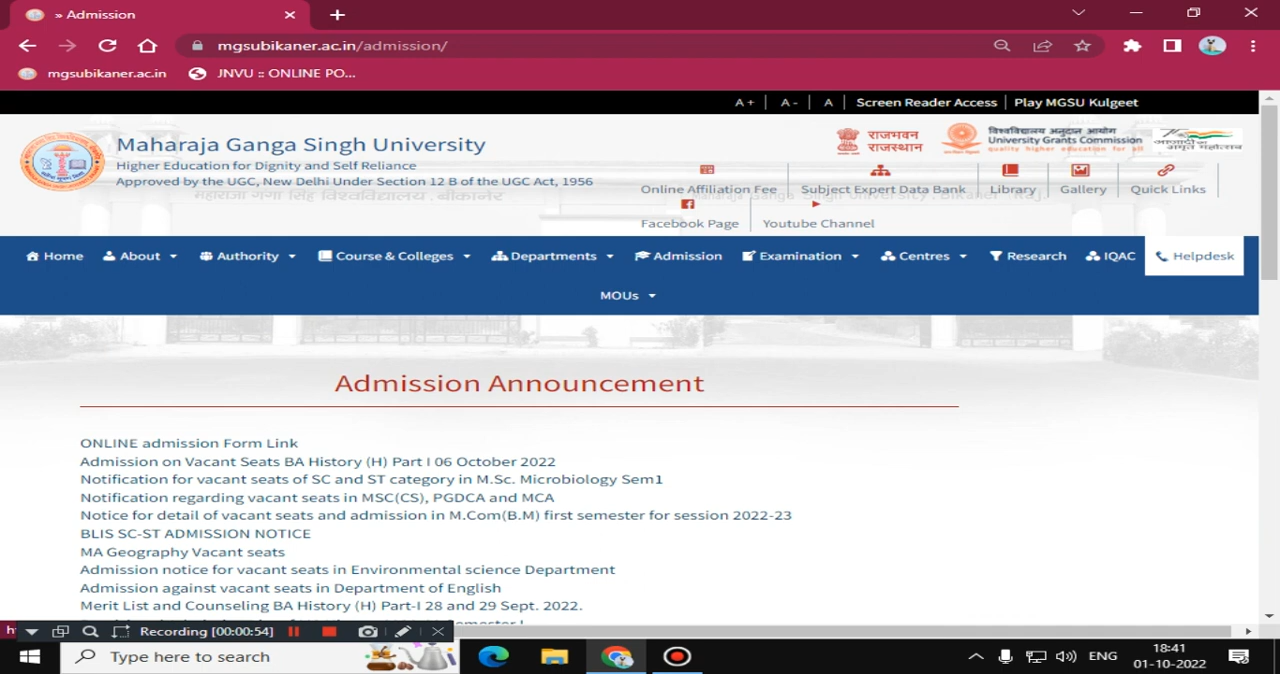 » Admission
mgsubikaner.ac.in/admission/
mgsubikaner.ac.in
JNVU :: ONLINE PO...
A + A - A Screen Reader Access Play MGSU Kulgeet
Maharaja Ganga Singh University
Higher Education for Dignity and Self Reliance
Approved by the UGC, New Delhi Under Section 12 B of the UGC Act, 1956
महाराजा गंगा सिंह विश्वविद्यालय . बीकानेर
राजभवन
राजस्थान
विश्वविद्यालय अनुदान आयोग
University Grants Commission
quality higher education for all
आज़ादी का
अमृत महोत्सव
Online Affiliation Fee Subject Expert Data Bank Library Gallery Quick Links
Facebook Page Youtube Channel
Home About Authority Course & Colleges Departments Admission Examination Centres Research IQAC Helpdesk
MOUs
Admission Announcement
ONLINE admission Form Link
Admission on Vacant Seats BA History (H) Part I 06 October 2022
Notification for vacant seats of SC and ST category in M.Sc. Microbiology Sem1
Notification regarding vacant seats in MSC(CS), PGDCA and MCA
Notice for detail of vacant seats and admission in M.Com(B.M) first semester for session 2022-23
BLIS SC-ST ADMISSION NOTICE
MA Geography Vacant seats
Admission notice for vacant seats in Environmental science Department
Admission against vacant seats in Department of English
Merit List and Counseling BA History (H) Part-I 28 and 29 Sept. 2022.
Recording [00:00:54]
Type here to search
ENG
18:41
01-10-2022